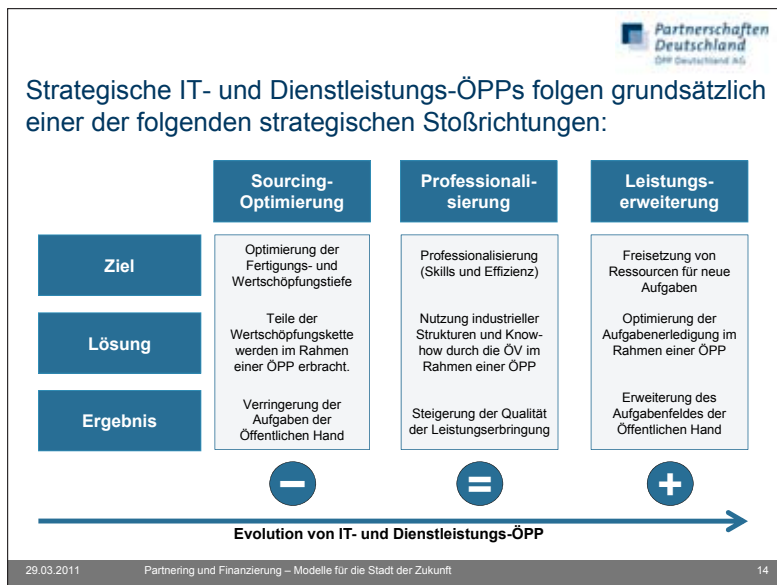 Partnerschaften
Deutschland
ÖPP Deutschland AG
Strategische IT- und Dienstleistungs-ÖPPs folgen grundsätzlich
einer der folgenden strategischen Stoßrichtungen:
Sourcing-
Optimierung
Professionali-
sierung
Leistungs-
erweiterung
Ziel
Optimierung der
Fertigungs- und
Wertschöpfungstiefe
Professionalisierung
(Skills und Effizienz)
Freisetzung von
Ressourcen für neue
Aufgaben
Lösung
Teile der
Wertschöpfungskette
werden im Rahmen
einer ÖPP erbracht.
Nutzung industrieller
Strukturen und Know-
how durch die ÖV im
Rahmen einer ÖPP
Optimierung der
Aufgabenerledigung im
Rahmen einer ÖPP
Ergebnis
Verringerung der
Aufgaben der
Öffentlichen Hand
Steigerung der Qualität
der Leistungserbringung
Erweiterung des
Aufgabenfeldes der
Öffentlichen Hand
− = +
Evolution von IT- und Dienstleistungs-ÖPP
29.03.2011 Partnering und Finanzierung – Modelle für die Stadt der Zukunft 14